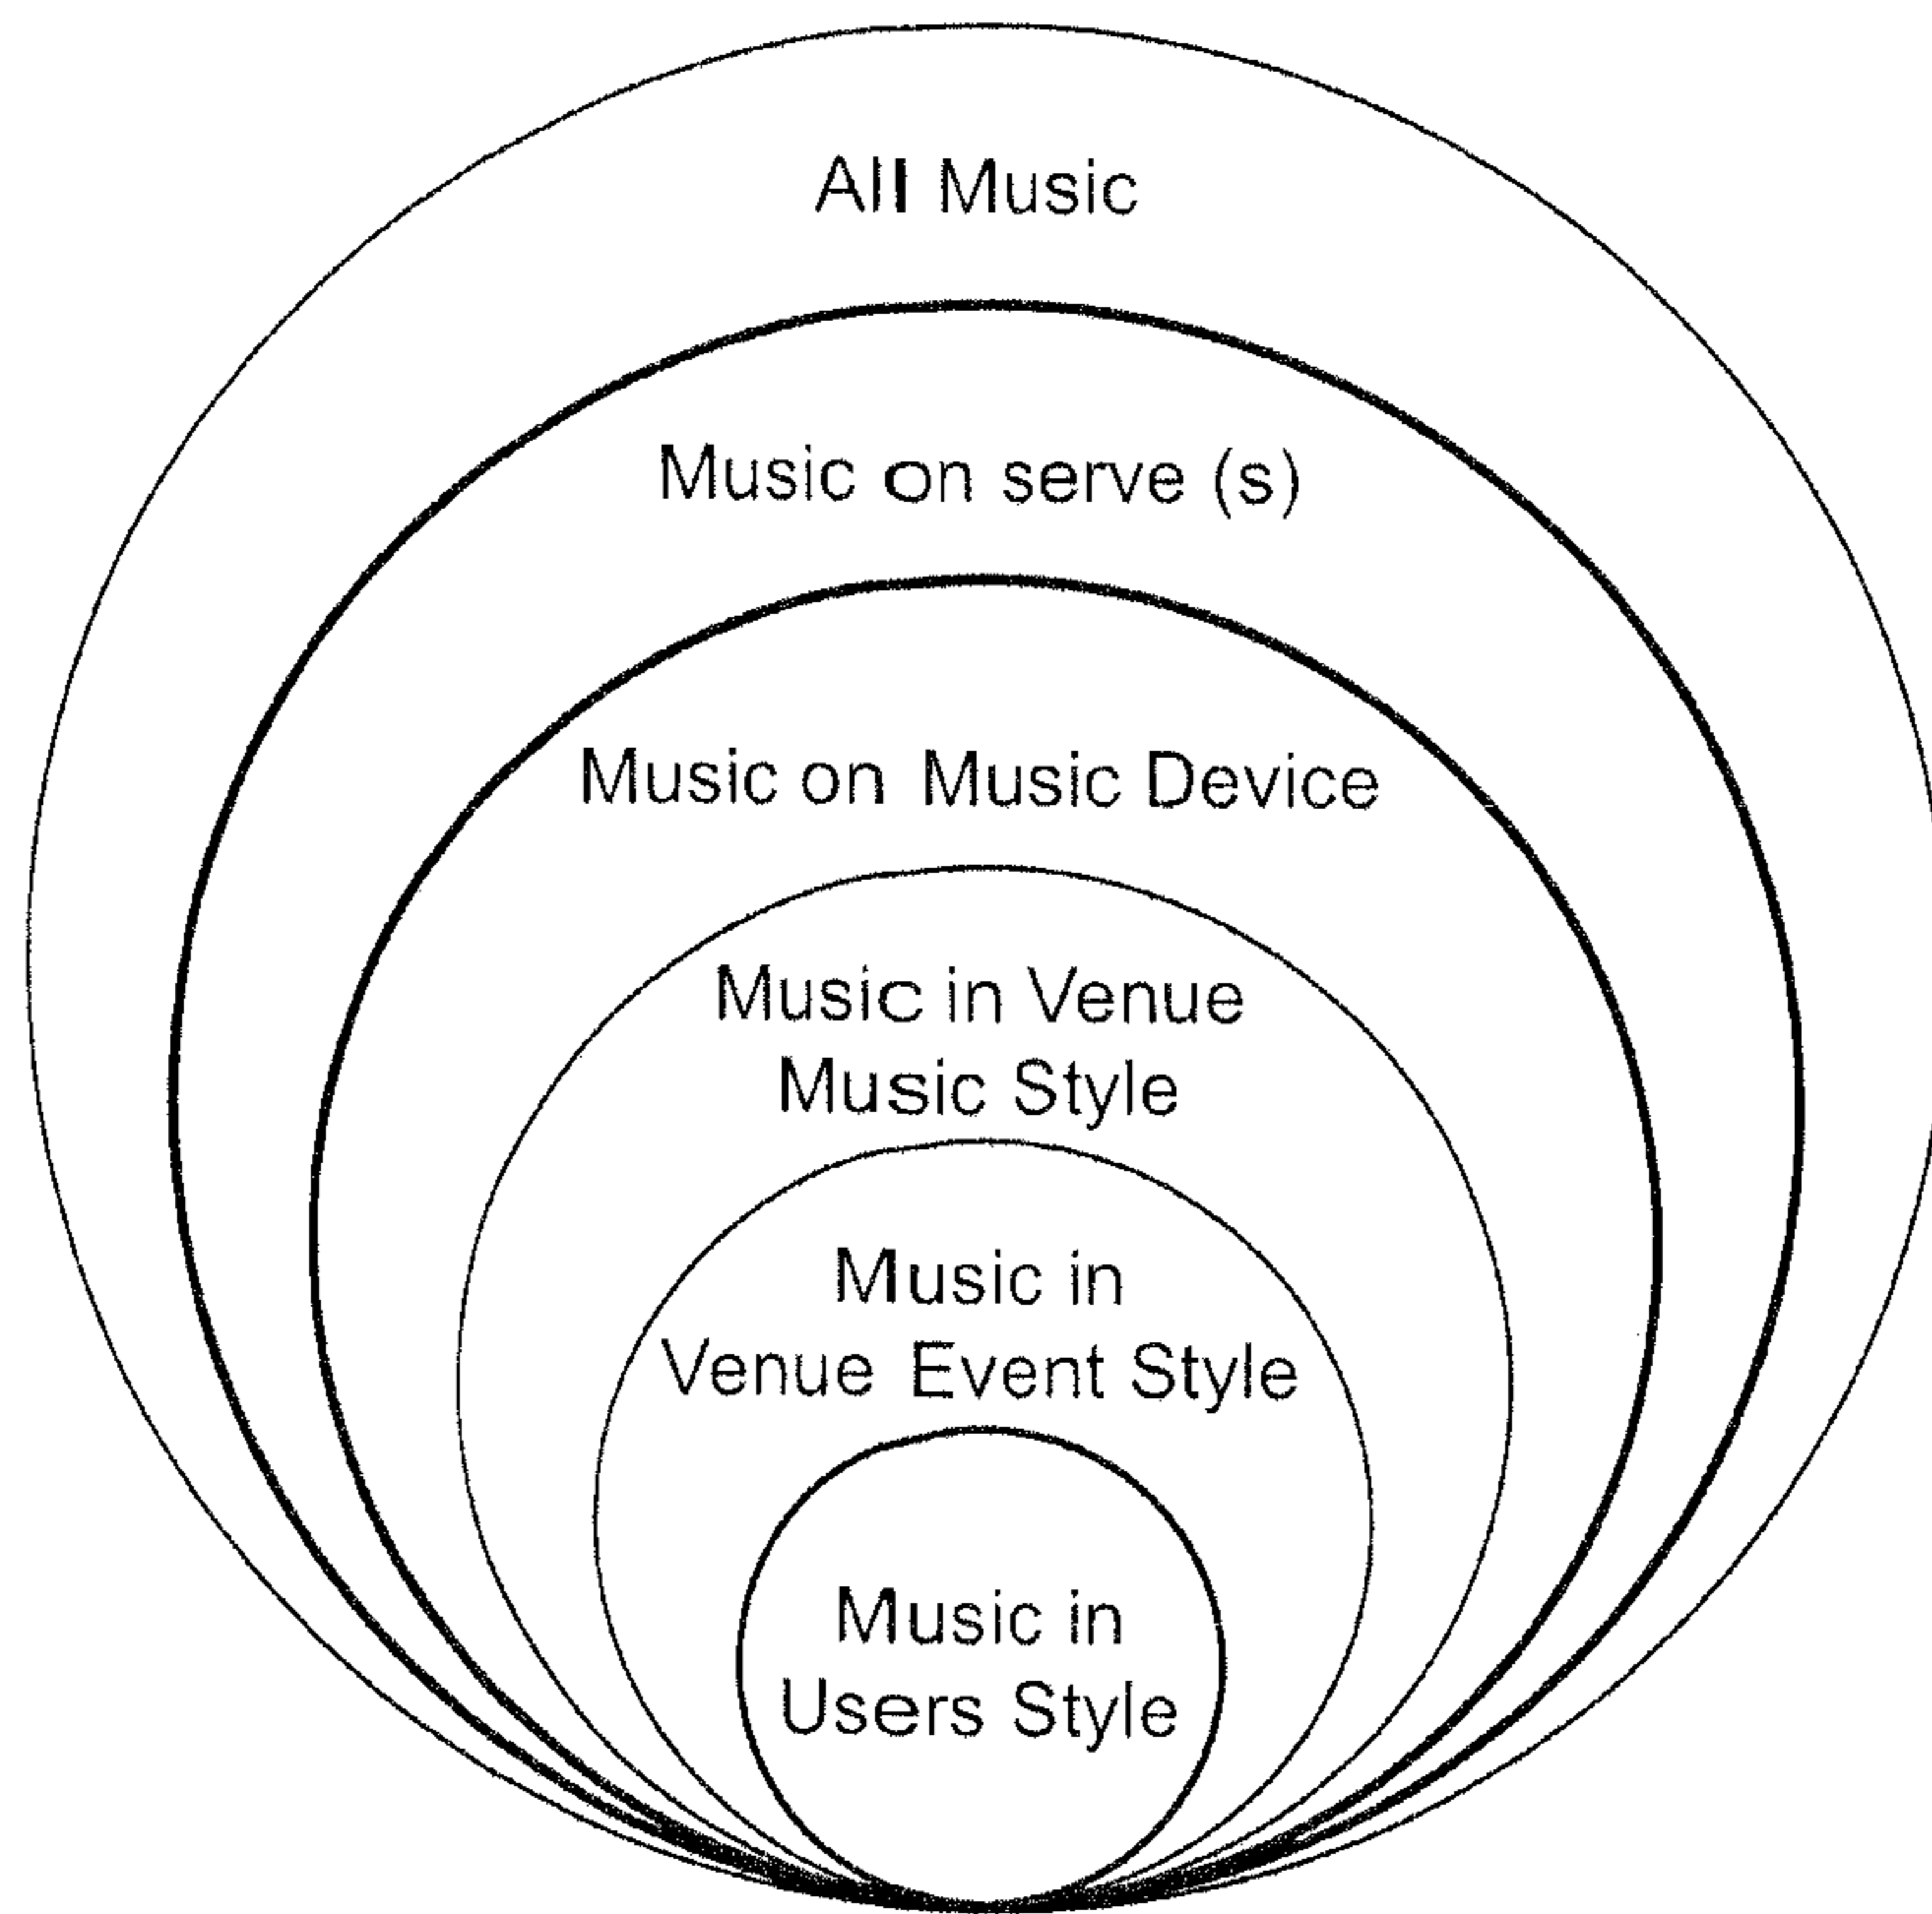 All Music
Music on serve (s)
Music on Music Device
Music in Venue
Music Style
Music in
Venue Event Style
Music in
Users Style